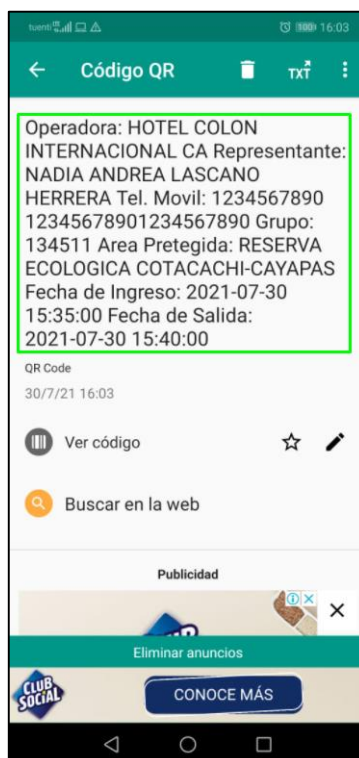 tuenti
100 16:03
Código QR
TXT
Operadora: HOTEL COLON
INTERNACIONAL CA Representante:
NADIA ANDREA LASCANO
HERRERA Tel. Movil: 1234567890
12345678901234567890 Grupo:
134511 Area Pretegida: RESERVA
ECOLOGICA COTACACHI-CAYAPAS
Fecha de Ingreso: 2021-07-30
15:35:00 Fecha de Salida:
2021-07-30 15:40:00
QR Code
30/7/21 16:03
Ver código
Buscar en la web
Publicidad
Eliminar anuncios
CLUB
SOCIAL
CONOCE MÁS